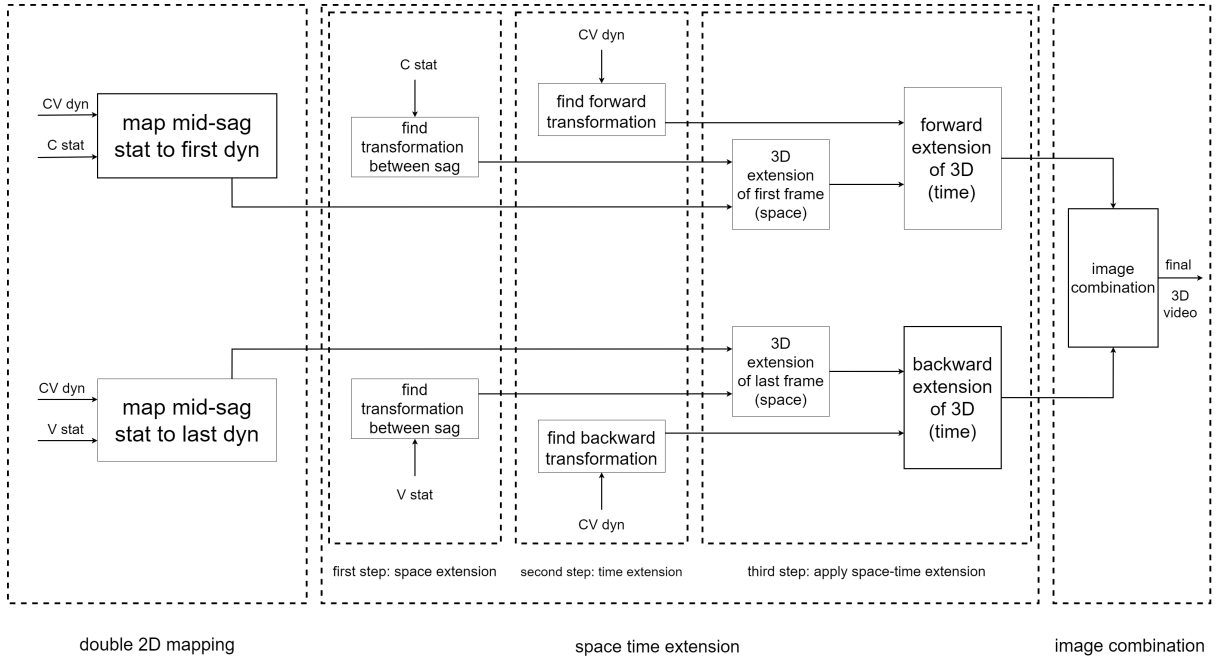 CV dyn
C stat
map mid-sag
stat to first dyn
C stat
find
transformation
between sag
CV dyn
find forward
transformation
3D
extension
of first frame
(space)
forward
extension
of 3D
(time)
image
combination
final
3D
video
CV dyn
V stat
map mid-sag
stat to last dyn
find
transformation
between sag
V stat
find backward
transformation
CV dyn
3D
extension
of last frame
(space)
backward
extension
of 3D
(time)
first step: space extension
second step: time extension
third step: apply space-time extension
double 2D mapping
space time extension
image combination